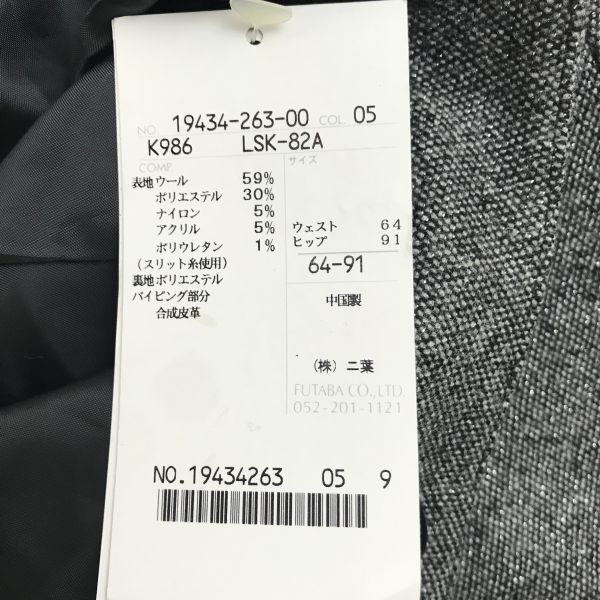 NO. 19434-263-00 COL. 05
K986 LSK-82A
COMP.
サイズ
表地ウール 59%
ポリエステル 30%
ナイロン 5%
アクリル 5%
ポリウレタン 1%
(スリット糸使用)
裏地ポリエステル
パイピング部分
合成皮革
ウェスト 64
ヒップ 91
64-91
中国製
(株)二葉
FUTABA CO.,LTD.
052-201-1121
NO.19434263 05 9